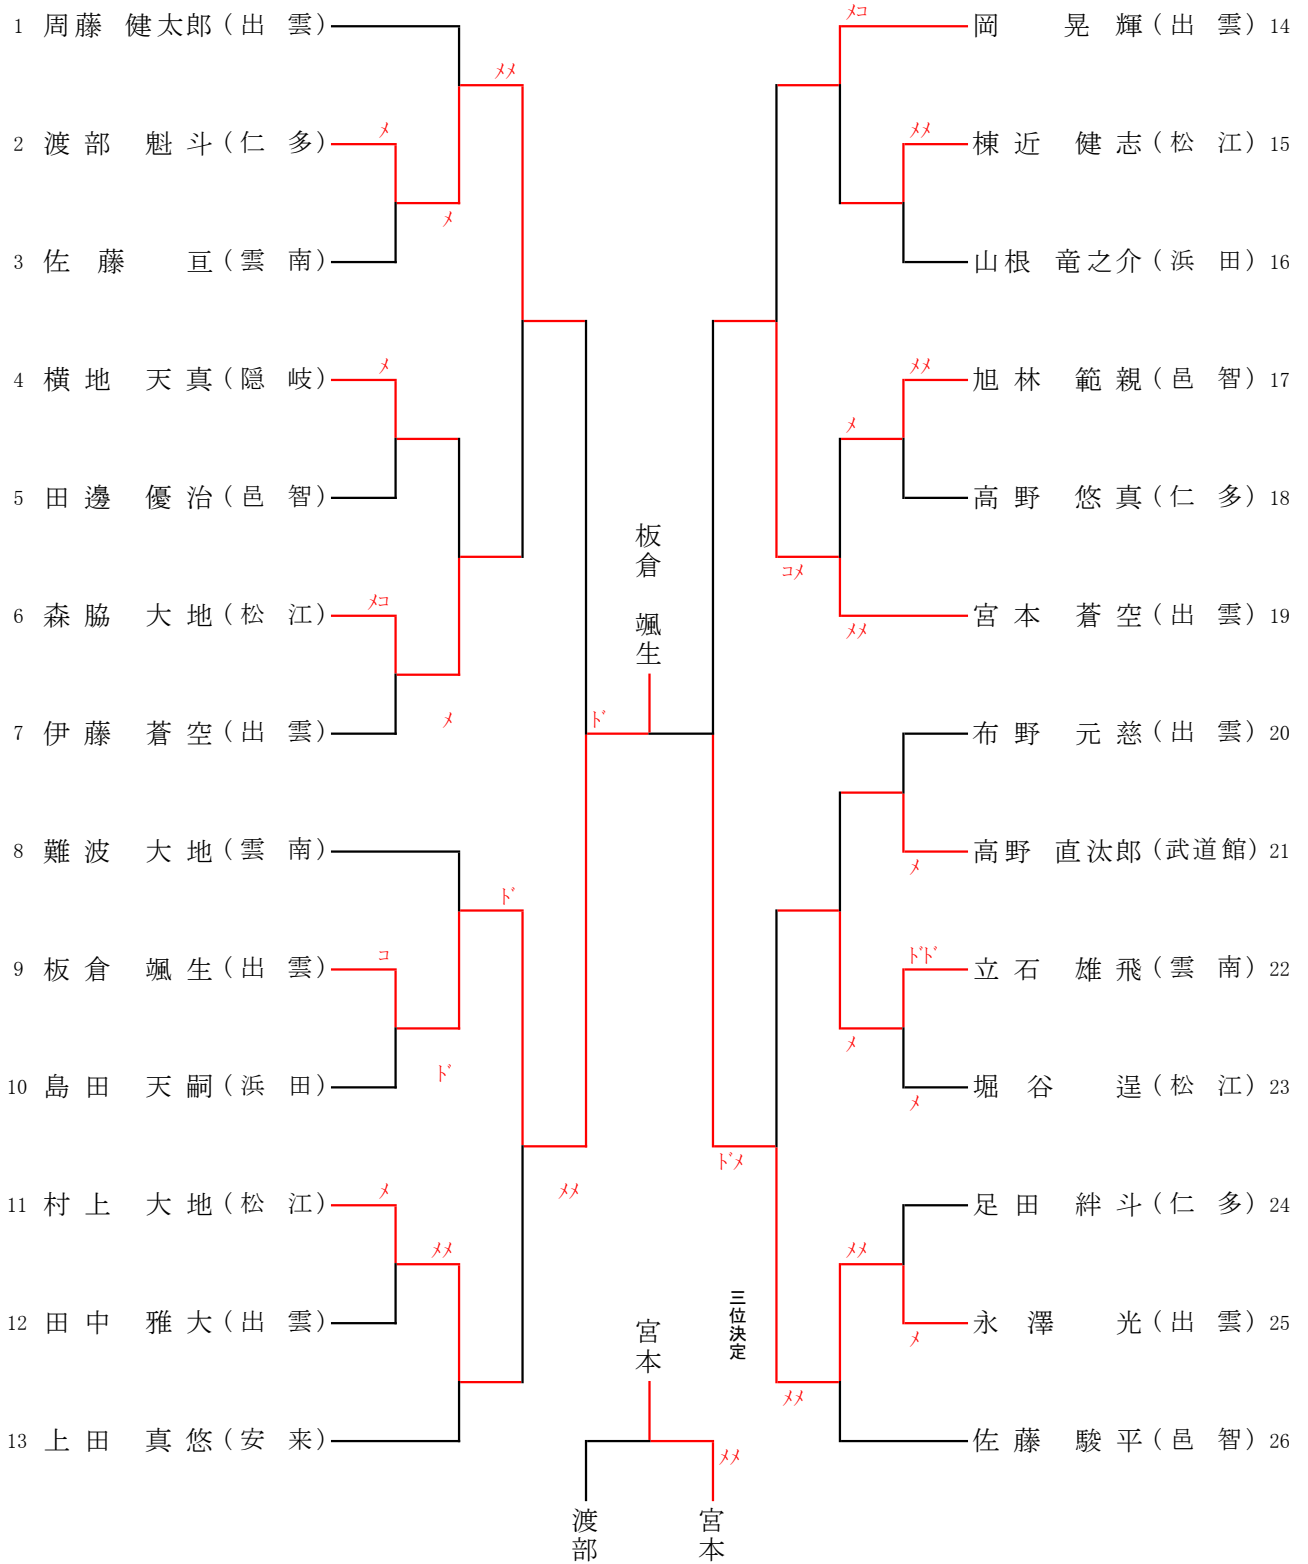 1 周藤 健太郎(出 雲)
メメ
2 渡部 魁斗(仁 多)
メ
メ
3 佐藤 亘(雲 南)
4 横地 天真(隠 岐)
メ
5 田邊 優治(邑 智)
6 森脇 大地(松 江)
メコ
7 伊藤 蒼空(出 雲)
メ
8 難波 大地(雲 南)
ド
9 板倉 颯生(出 雲)
コ
10 島田 天嗣(浜 田)
ド
11 村上 大地(松 江)
メ
メメ
メメ
12 田中 雅大(出 雲)
13 上田 真悠(安 来)
板倉 颯生
ド
メコ
岡 晃輝(出 雲) 14
メメ
棟近 健志(松 江) 15
山根 竜之介(浜 田) 16
メメ
旭林 範親(邑 智) 17
メ
高野 悠真(仁 多) 18
コメ
宮本 蒼空(出 雲) 19
メメ
布野 元慈(出 雲) 20
高野 直汰郎(武道館) 21
メ
ドド
立石 雄飛(雲 南) 22
メ
堀谷 逞(松 江) 23
メ
ドメ
足田 絆斗(仁 多) 24
メメ
永澤 光(出 雲) 25
メ
メメ
佐藤 駿平(邑 智) 26
三位決定
宮本
メメ
渡部
宮本